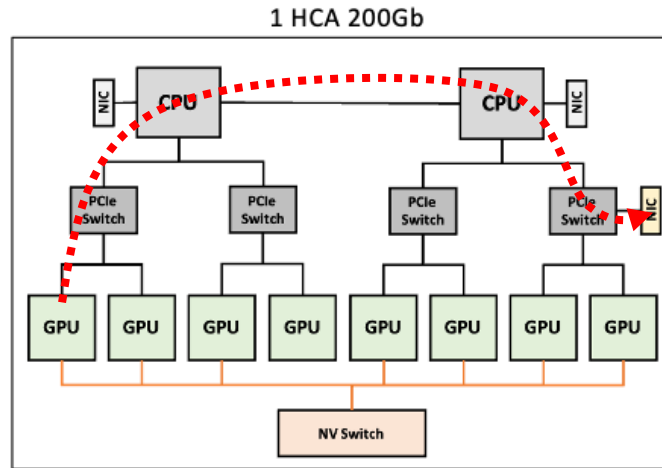 1 HCA 200Gb
NIC
CPU
CPU
NIC
PCIe
Switch
PCIe
Switch
PCIe
Switch
PCIe
Switch
NIC
GPU
GPU
GPU
GPU
GPU
GPU
GPU
GPU
NV Switch